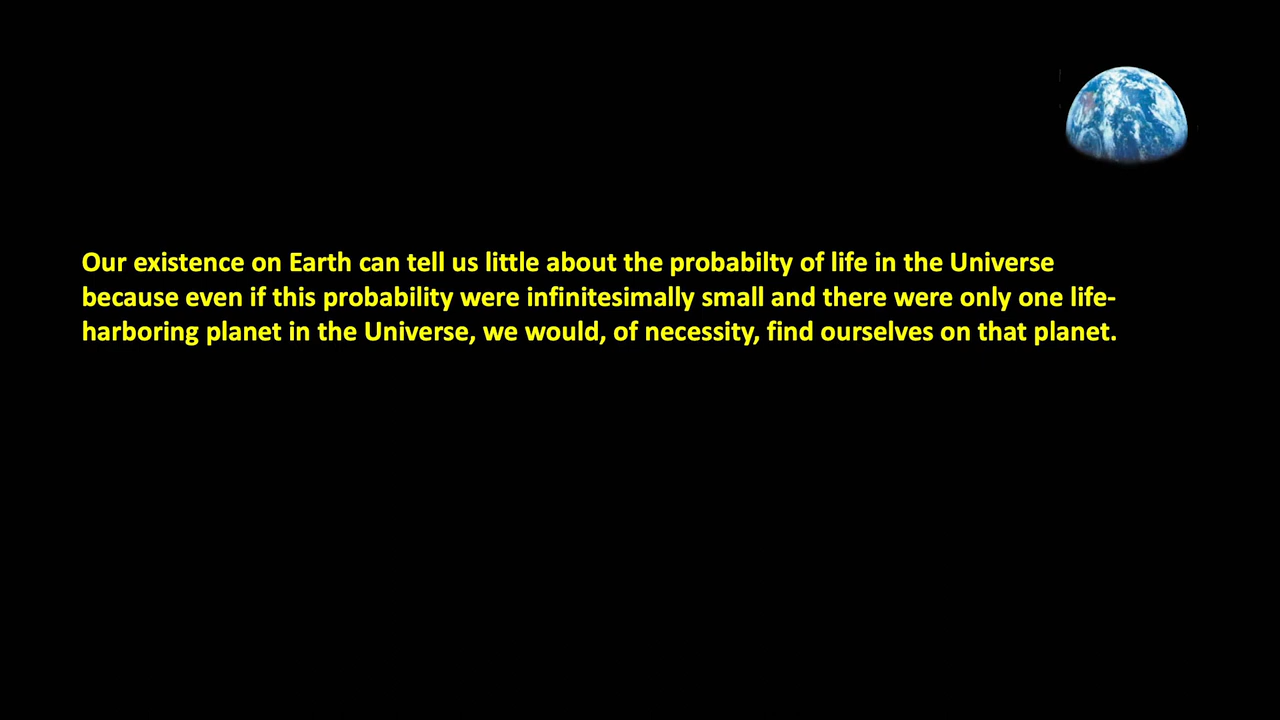 Our existence on Earth can tell us little about the probabilty of life in the Universe
because even if this probability were infinitesimally small and there were only one life-
harboring planet in the Universe, we would, of necessity, find ourselves on that planet.